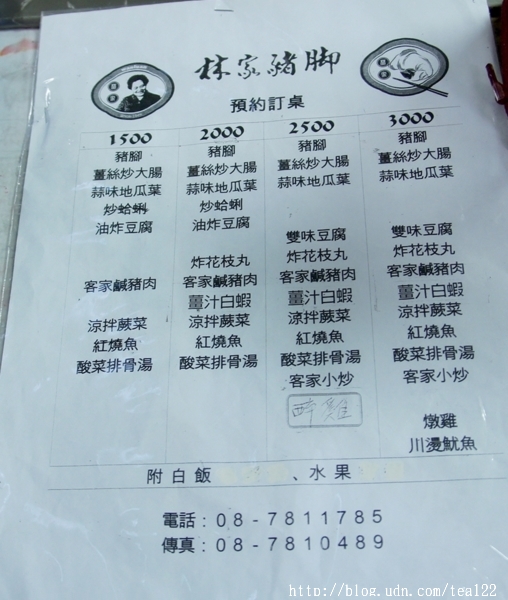 林家豬腳
預約訂桌
1500 2000 2500 3000
豬腳 豬腳 豬腳 豬腳
薑絲炒大腸 薑絲炒大腸 薑絲炒大腸 薑絲炒大腸
蒜味地瓜葉 蒜味地瓜葉 蒜味地瓜葉 蒜味地瓜葉
炒蛤蜊 炒蛤蜊
油炸豆腐 油炸豆腐 雙味豆腐 雙味豆腐
炸花枝丸 炸花枝丸 炸花枝丸
客家鹹豬肉 客家鹹豬肉 客家鹹豬肉 客家鹹豬肉
薑汁白蝦 薑汁白蝦 薑汁白蝦
涼拌蕨菜 涼拌蕨菜 涼拌蕨菜 涼拌蕨菜
紅燒魚 紅燒魚 紅燒魚 紅燒魚
酸菜排骨湯 酸菜排骨湯 酸菜排骨湯 酸菜排骨湯
客家小炒 客家小炒
醉雞 燉雞
川燙魷魚
附白飯 、水果
電話：08-7811785
傳真：08-7810489
http://blog.udn.com/tea122